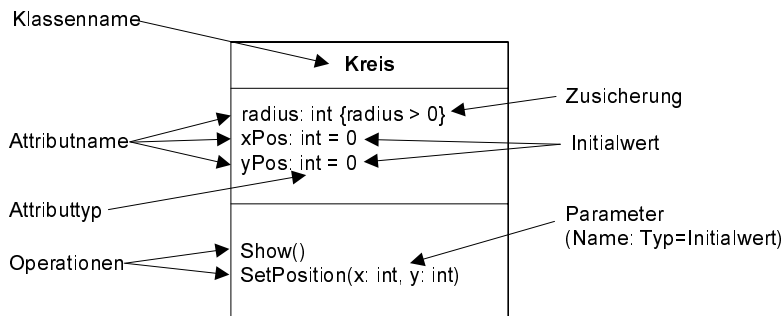 Klassenname
Kreis
radius: int {radius > 0}
xPos: int = 0
yPos: int = 0
Zusicherung
Attributname
Initialwert
Attributtyp
Parameter
(Name: Typ=Initialwert)
Operationen
Show()
SetPosition(x: int, y: int)